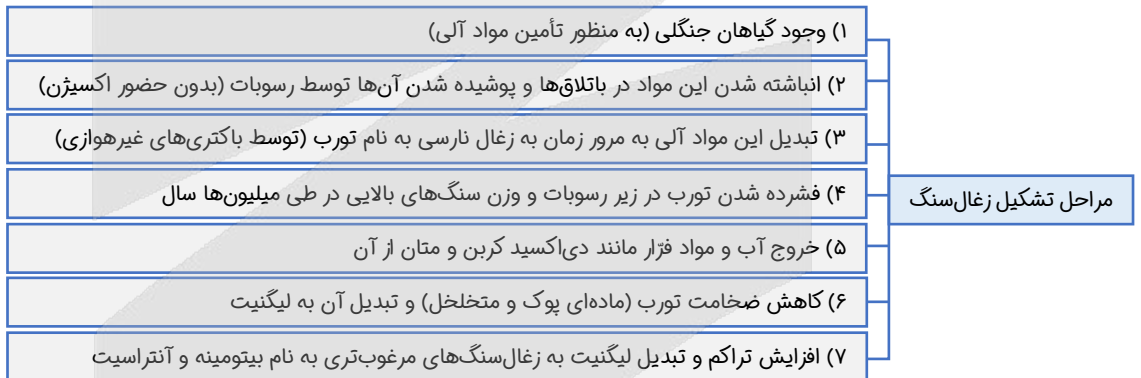 مراحل تشکیل زغال‌سنگ
۱) وجود گیاهان جنگلی (به منظور تأمین مواد آلی)
۲) انباشته شدن این مواد در باتلاق‌ها و پوشیده شدن آن‌ها توسط رسوبات (بدون حضور اکسیژن)
۳) تبدیل این مواد آلی به مرور زمان به زغال نارسی به نام تورب (توسط باکتری‌های غیرهوازی)
۴) فشرده شدن تورب در زیر رسوبات و وزن سنگ‌های بالایی در طی میلیون‌ها سال
۵) خروج آب و مواد فرّار مانند دی‌اکسید کربن و متان از آن
۶) کاهش ضخامت تورب (ماده‌ای پوک و متخلخل) و تبدیل آن به لیگنیت
۷) افزایش تراکم و تبدیل لیگنیت به زغال‌سنگ‌های مرغوب‌تری به نام بیتومینه و آنتراسیت